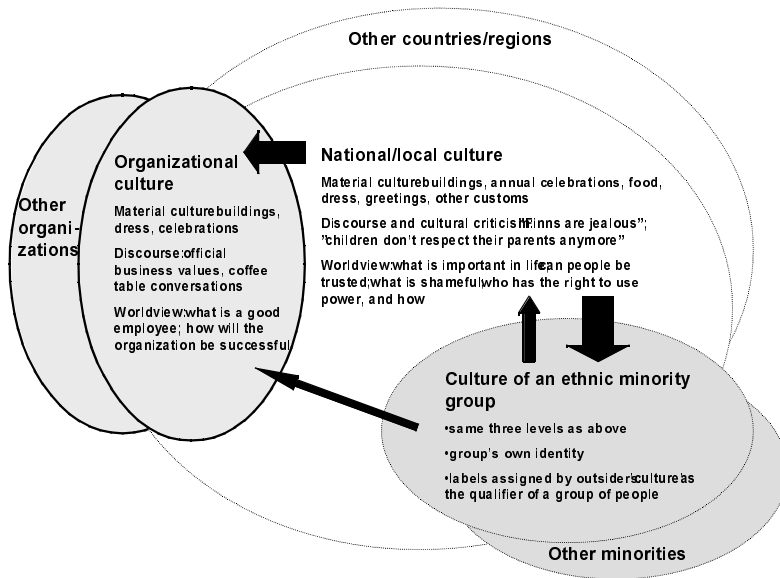 Other countries/regions
Other
organi-
zations
Organizational
culture
Material culturebuildings,
dress, celebrations
Discourse:official
business values, coffee
table conversations
Worldview:what is a good
employee; how will the
organization be successful
National/local culture
Material culturebuildings, annual celebrations, food,
dress, greetings, other customs
Discourse and cultural criticism"Finns are jealous";
"children don't respect their parents anymore"
Worldview:what is important in life;can people be
trusted;what is shameful,who has the right to use
power, and how
Culture of an ethnic minority
group
•same three levels as above
•group's own identity
•labels assigned by outsiders:'culture'as
the qualifier of a group of people
Other minorities